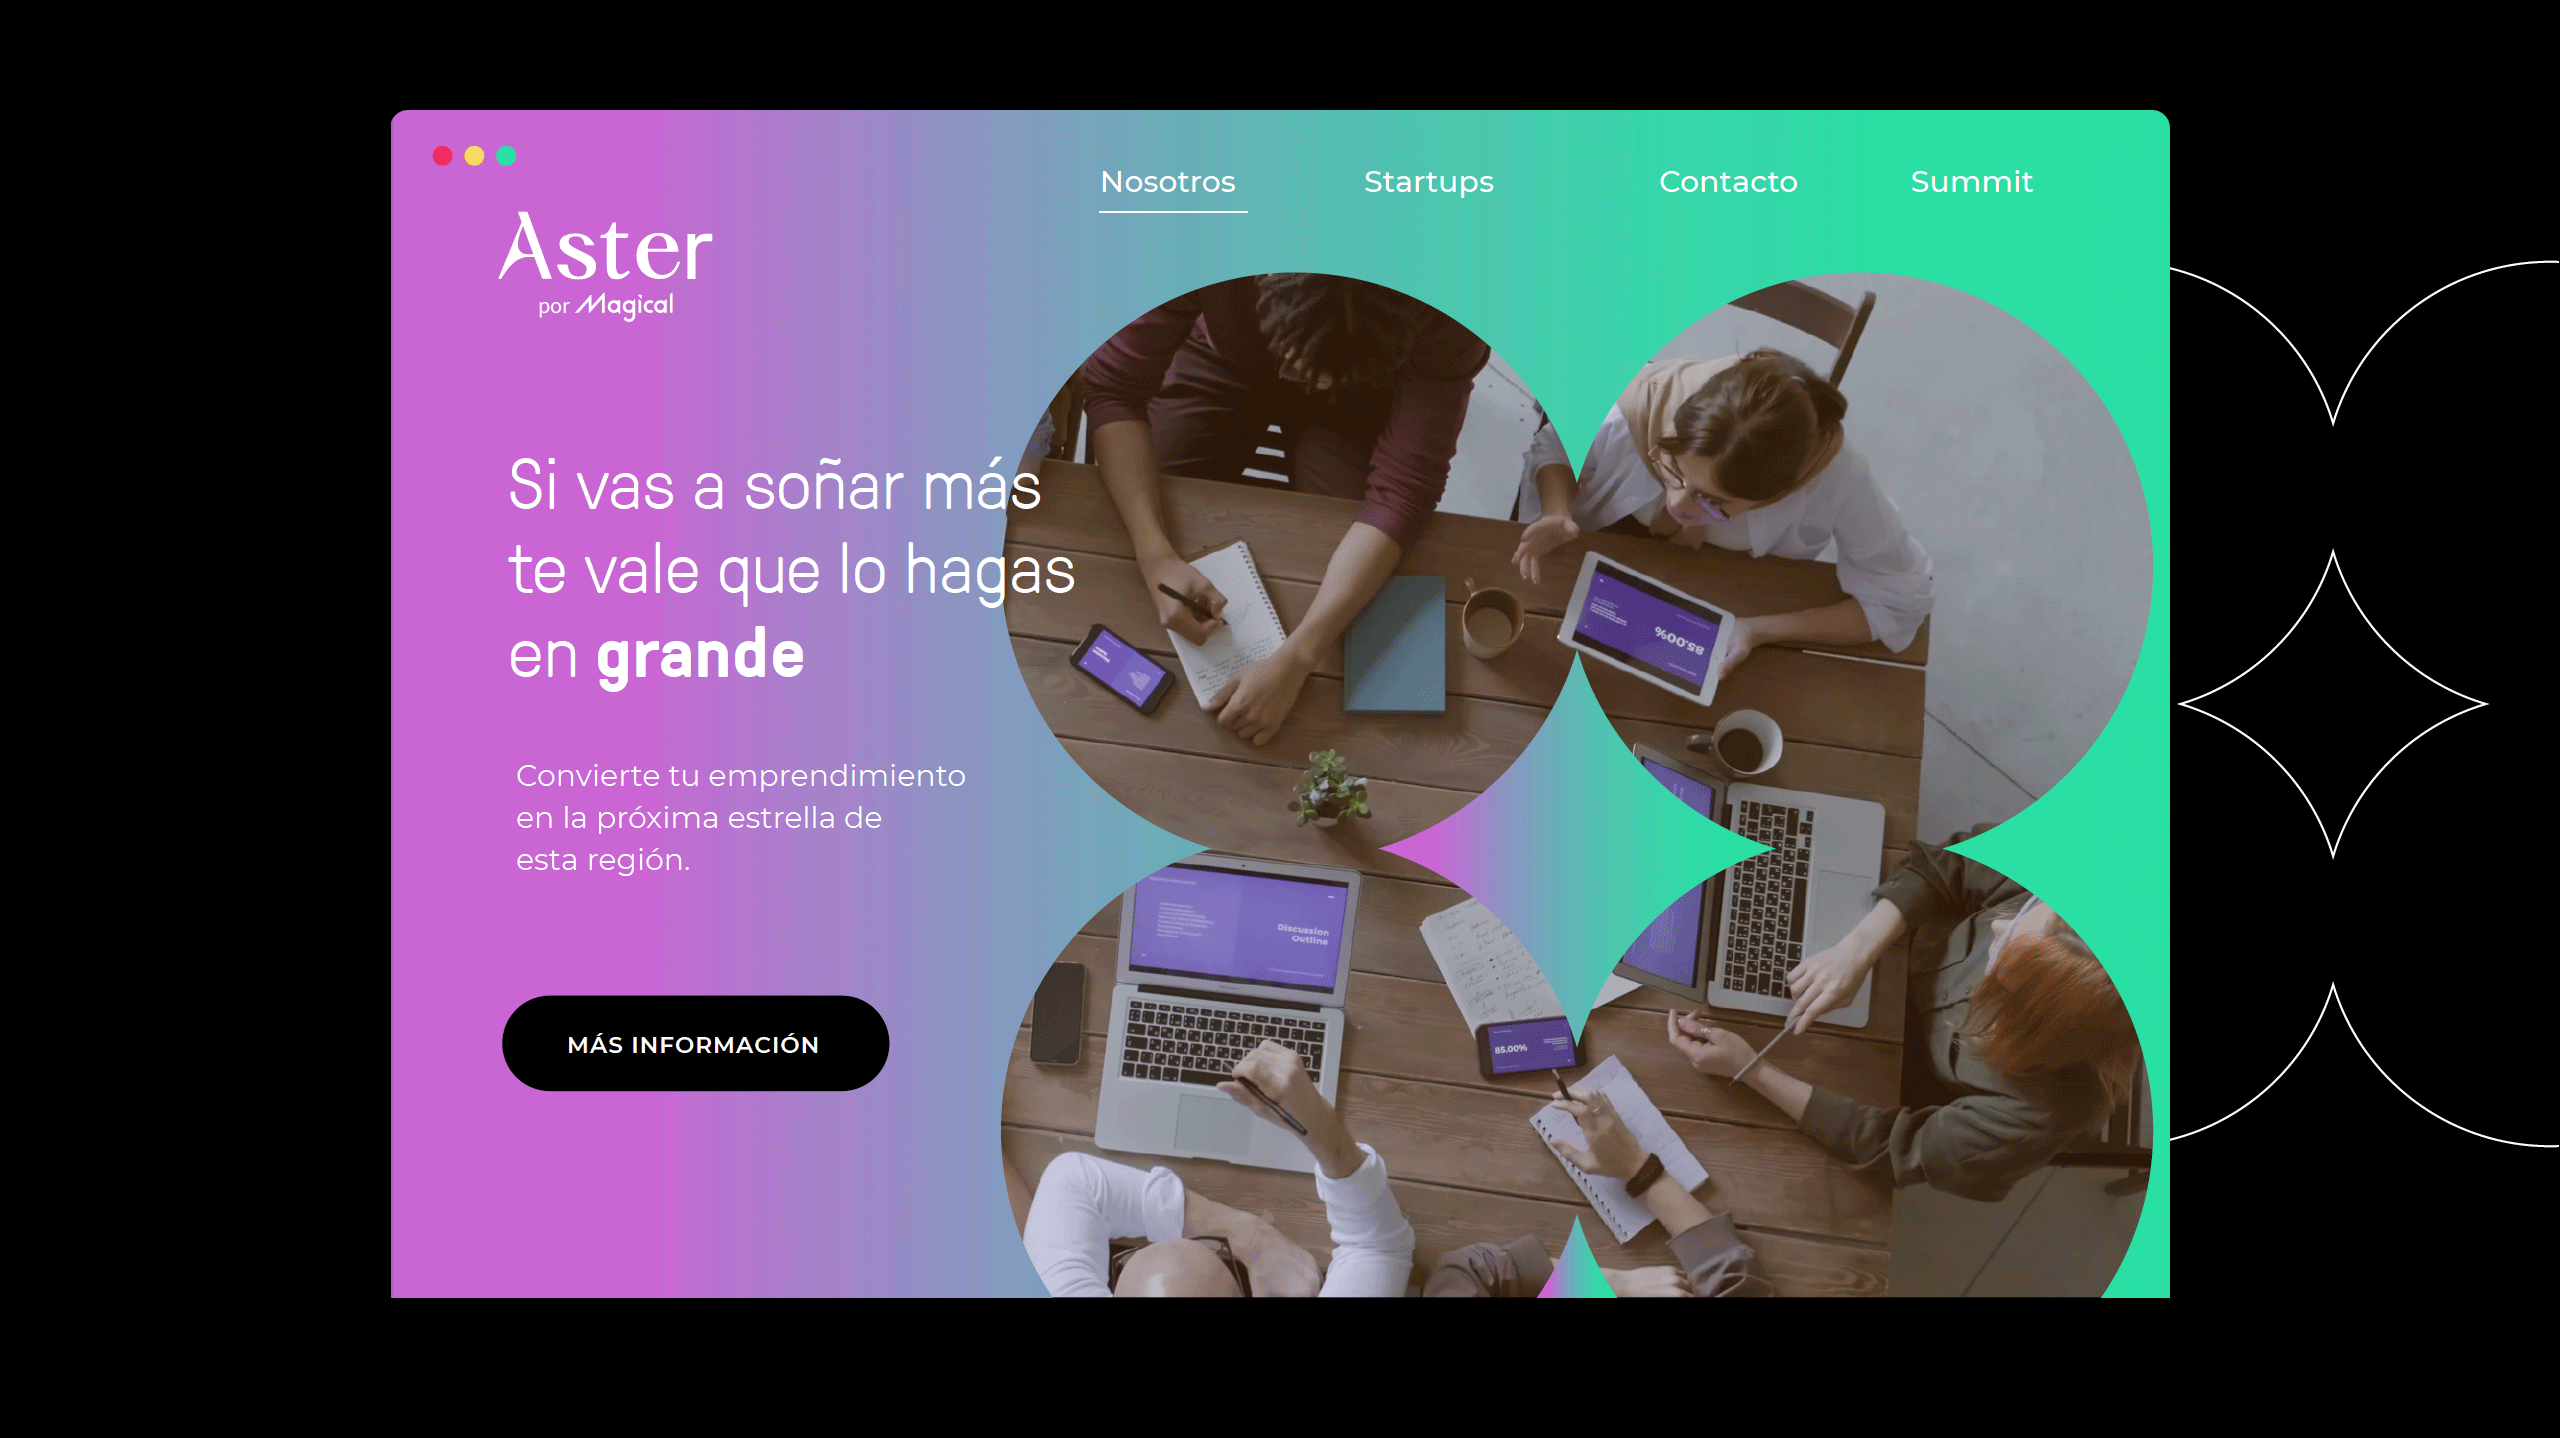 Nosotros
Startups
Contacto
Summit
Aster
por Magical
Si vas a soñar más
te vale que lo hagas
en grande
Convierte tu emprendimiento
en la próxima estrella de
esta región.
MÁS INFORMACIÓN
85.00%
Discussion
Outline
85.00%